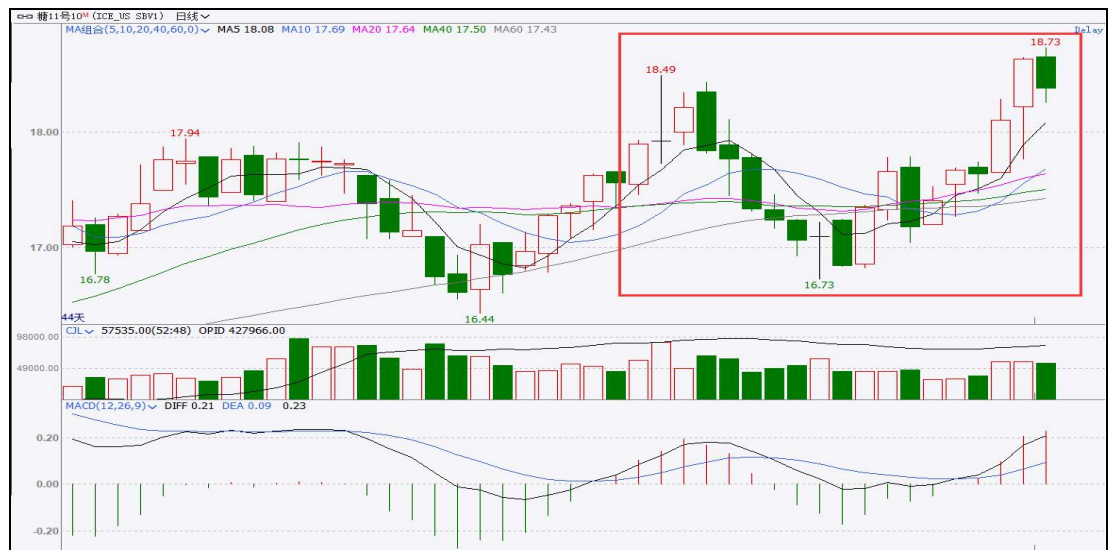 糖11号10ᴹ (ICE_US SBV1) 日线
MA组合(5,10,20,40,60,0) MA5 18.08 MA10 17.69 MA20 17.64 MA40 17.50 MA60 17.43
Delay
18.73
18.49
18.00
17.94
17.00
16.78
16.73
16.44
44天
CJL 57535.00(52:48) OPID 427966.00
98000.00
49000.00
MACD(12,26,9) DIFF 0.21 DEA 0.09 0.23
0.20
0.00
-0.20